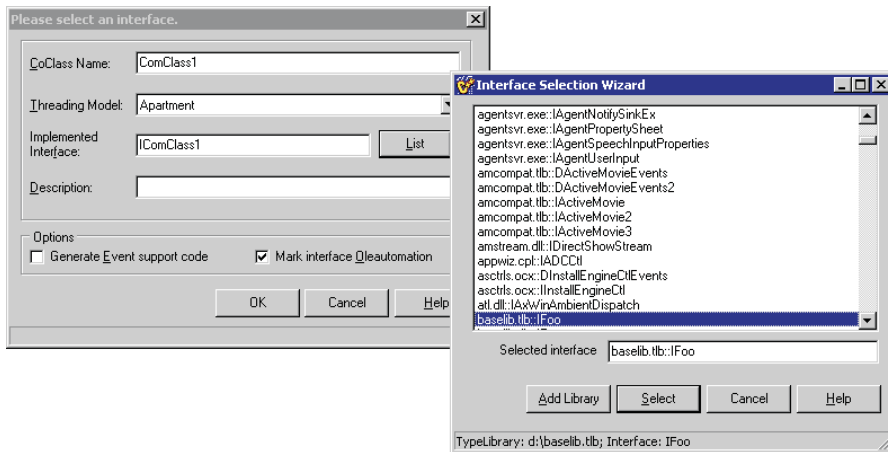 Please select an interface.
CoClass Name: ComClass1
Threading Model: Apartment
Implemented Interface: IComClass1 List
Description:
Options
Generate Event support code Mark interface Oleautomation
OK Cancel Help
Interface Selection Wizard
agentsvr.exe::IAgentNotifySinkEx
agentsvr.exe::IAgentPropertySheet
agentsvr.exe::IAgentSpeechInputProperties
agentsvr.exe::IAgentUserInput
amcompat.tlb::DActiveMovieEvents
amcompat.tlb::DActiveMovieEvents2
amcompat.tlb::IActiveMovie
amcompat.tlb::IActiveMovie2
amcompat.tlb::IActiveMovie3
amstream.dll::IDirectShowStream
appwiz.cpl::IADCCtl
asctrls.ocx::DInstallEngineCtlEvents
asctrls.ocx::IInstallEngineCtl
atl.dll::IAxWinAmbientDispatch
baselib.tlb::IFoo
Selected interface baselib.tlb::IFoo
Add Library Select Cancel Help
TypeLibrary: d:\baselib.tlb; Interface: IFoo